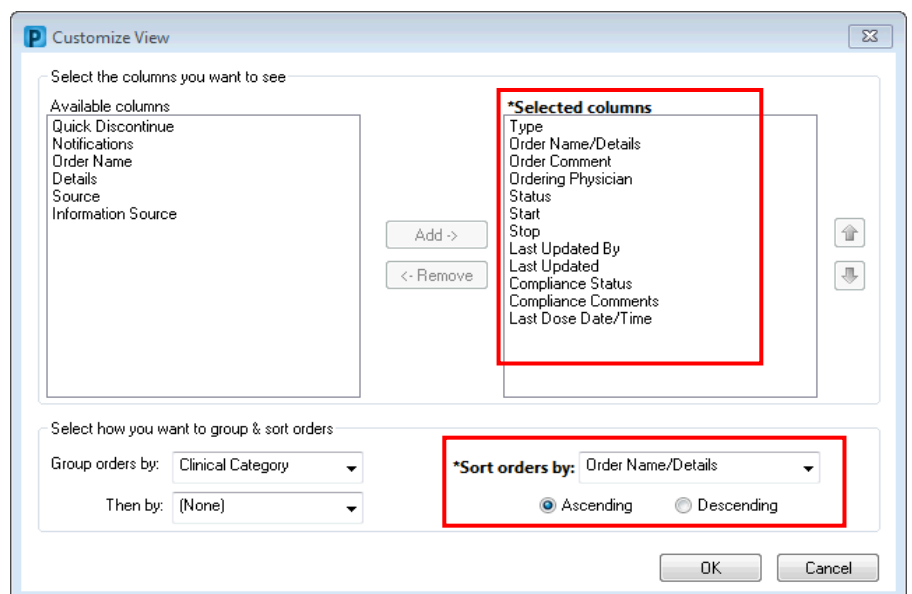 P Customize View
Select the columns you want to see
Available columns
Quick Discontinue
Notifications
Order Name
Details
Source
Information Source
Add ->
<- Remove
*Selected columns
Type
Order Name/Details
Order Comment
Ordering Physician
Status
Start
Stop
Last Updated By
Last Updated
Compliance Status
Compliance Comments
Last Dose Date/Time
Select how you want to group & sort orders
Group orders by: Clinical Category
Then by: (None)
*Sort orders by: Order Name/Details
Ascending Descending
OK Cancel